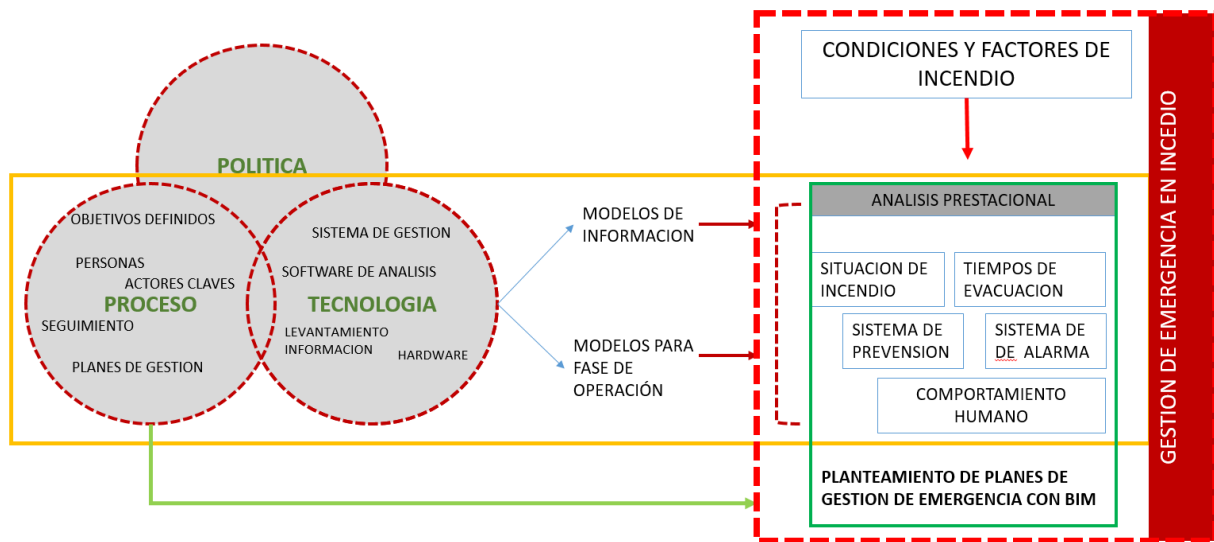 POLITICA
OBJETIVOS DEFINIDOS
PERSONAS
ACTORES CLAVES
PROCESO
SEGUIMIENTO
PLANES DE GESTION
SISTEMA DE GESTION
SOFTWARE DE ANALISIS
TECNOLOGIA
LEVANTAMIENTO
INFORMACION
HARDWARE
MODELOS DE
INFORMACION
MODELOS PARA
FASE DE
OPERACIÓN
CONDICIONES Y FACTORES DE
INCENDIO
ANALISIS PRESTACIONAL
SITUACION DE
INCENDIO
TIEMPOS DE
EVACUACION
SISTEMA DE
PREVENSION
SISTEMA DE
DE ALARMA
COMPORTAMIENTO
HUMANO
PLANTEAMIENTO DE PLANES DE
GESTION DE EMERGENCIA CON BIM
GESTION DE EMERGENCIA EN INCEDIO